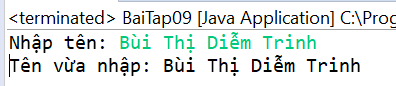 <terminated> BaiTap09 [Java Application] C:\Prog
Nhập tên: Bùi Thị Diễm Trinh
Tên vừa nhập: Bùi Thị Diễm Trinh